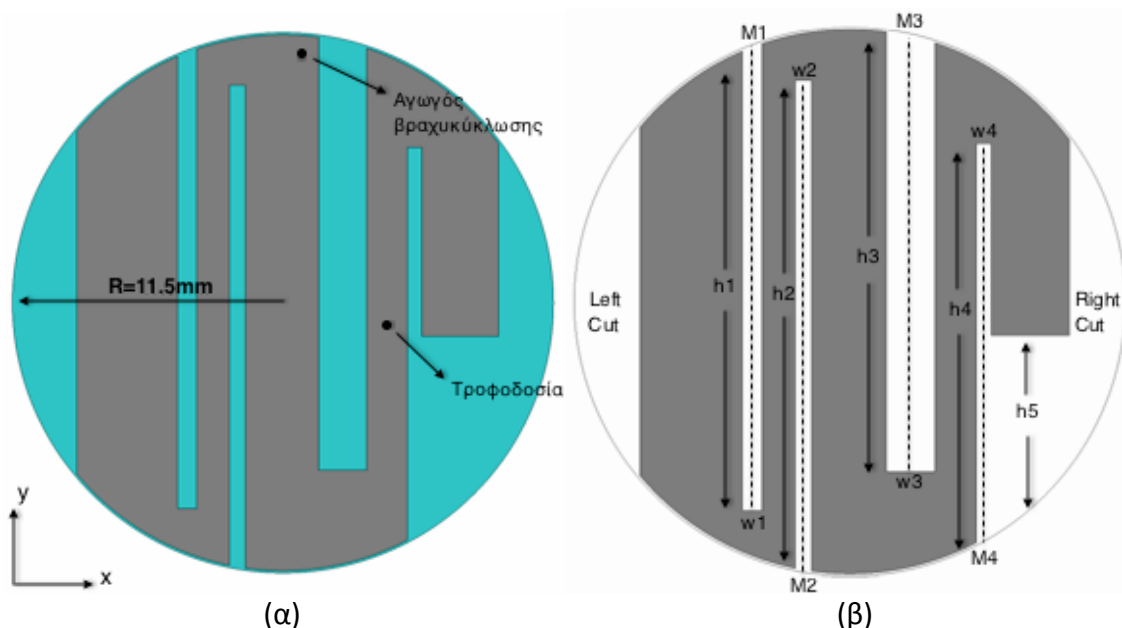 Αγωγός
βραχυκύκλωσης
R=11.5mm
Τροφοδοσία
y
x
(α)
M1
M3
w2
w4
h1
h2
h3
h4
h5
Left
Cut
Right
Cut
w1
w3
M2
M4
(β)